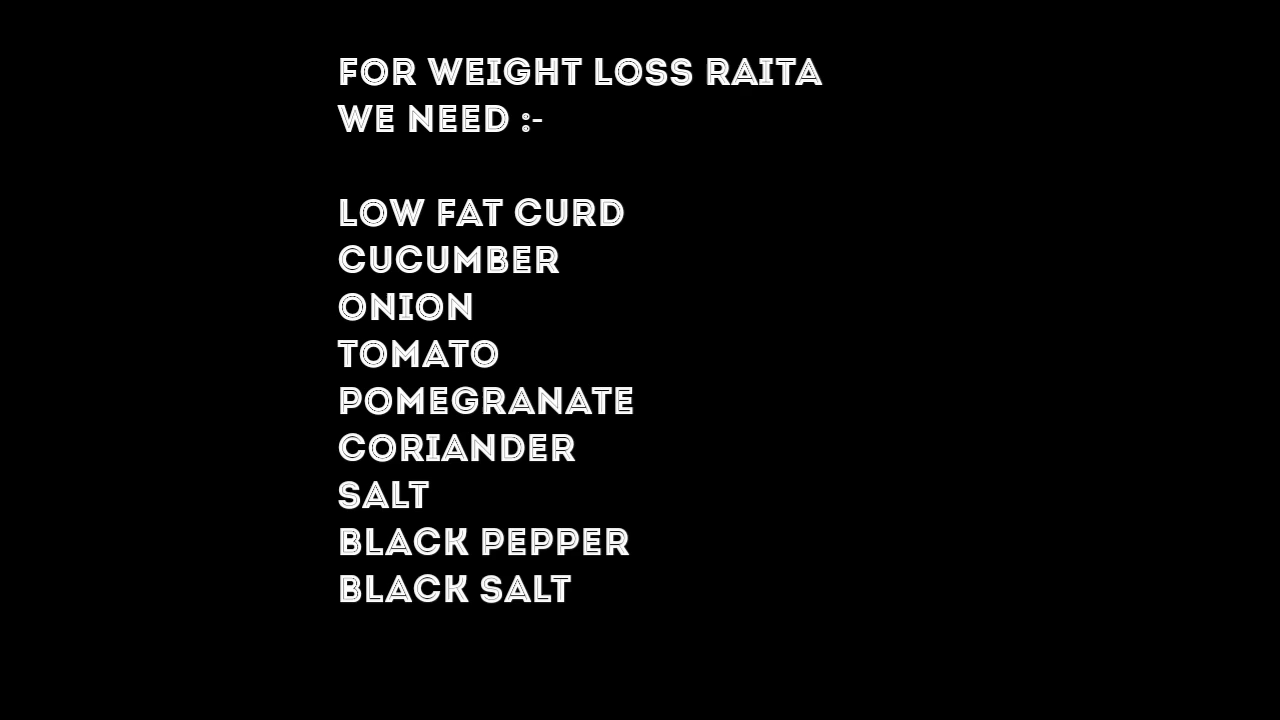 FOR WEIGHT LOSS RAITA
WE NEED :-
LOW FAT CURD
CUCUMBER
ONION
TOMATO
POMEGRANATE
CORIANDER
SALT
BLACK PEPPER
BLACK SALT